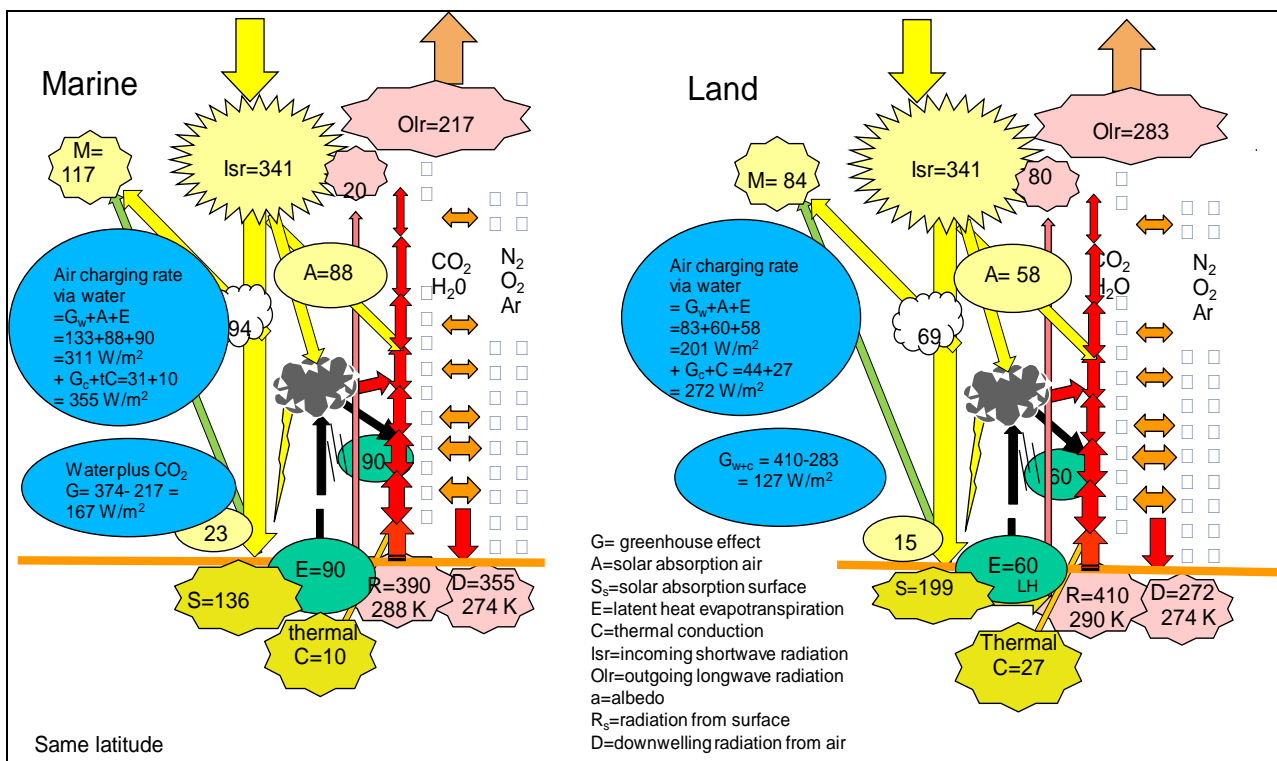 Marine
Olr=217
M=
117
Isr=341
20
Air charging rate
via water
=Gw+A+E
=133+88+90
=311 W/m²
+ Gc+tC=31+10
= 355 W/m²
A=88
CO₂
H₂0
N₂
O₂
Ar
94
90
Water plus CO₂
G= 374- 217 =
167 W/m²
23
E=90
S=136
R=390
288 K
D=355
274 K
thermal
C=10
Same latitude
Land
Olr=283
M= 84
Isr=341
80
Air charging rate
via water
=Gw+A+E
=83+60+58
=201 W/m²
+ Gc+C =44+27
= 272 W/m²
A= 58
CO₂
H₂O
N₂
O₂
Ar
69
60
Gw+c = 410-283
= 127 W/m²
15
E=60
LH
S=199
R=410
290 K
D=272
274 K
Thermal
C=27
G= greenhouse effect
A=solar absorption air
Ss=solar absorption surface
E=latent heat evapotranspiration
C=thermal conduction
Isr=incoming shortwave radiation
Olr=outgoing longwave radiation
a=albedo
Rs=radiation from surface
D=downwelling radiation from air